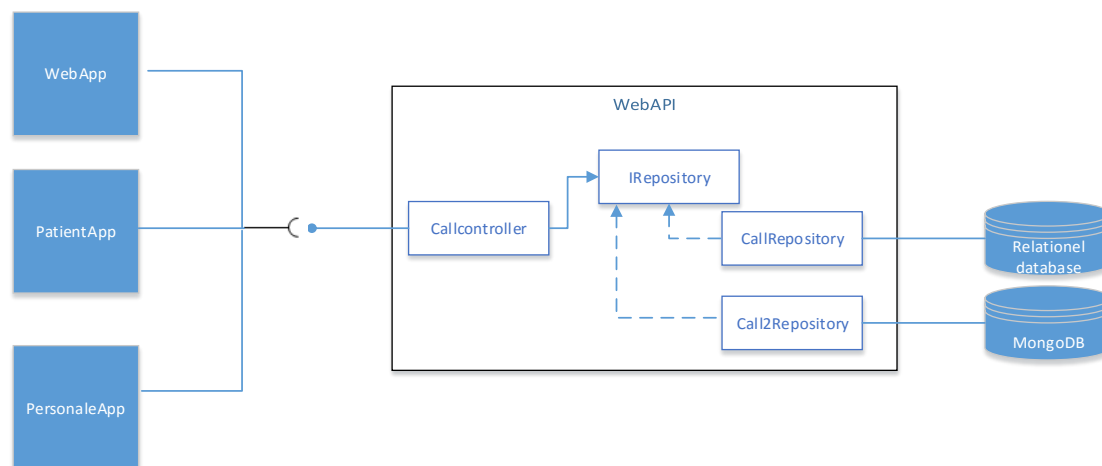 WebApp
PatientApp
PersonaleApp
WebAPI
IRepository
Callcontroller
CallRepository
Call2Repository
Relationel
database
MongoDB